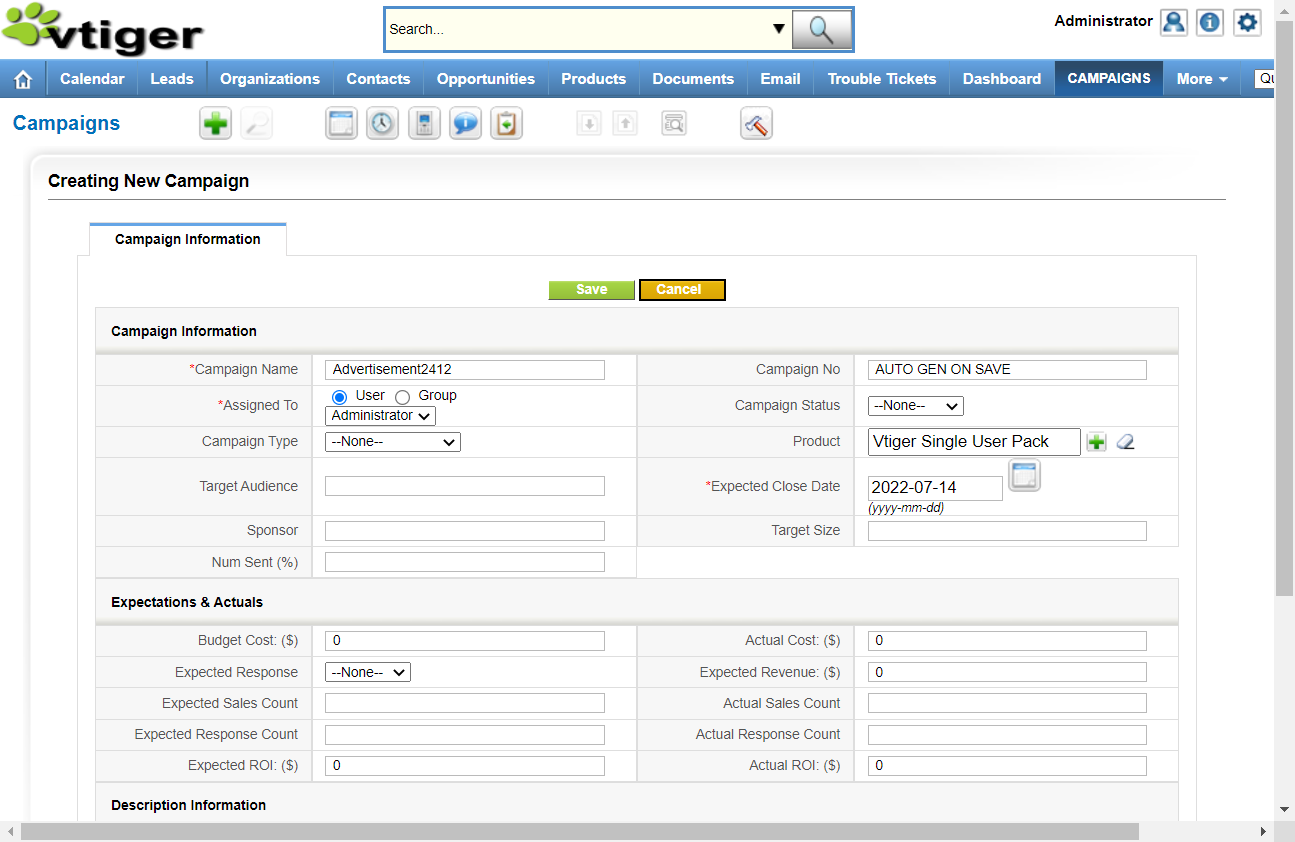 vtiger
Search...
Administrator
Calendar Leads Organizations Contacts Opportunities Products Documents Email Trouble Tickets Dashboard CAMPAIGNS More
Campaigns
Creating New Campaign
Campaign Information
Save Cancel
Campaign Information
*Campaign Name Advertisement2412 Campaign No AUTO GEN ON SAVE
*Assigned To User Group Administrator Campaign Status --None--
Campaign Type --None-- Product Vtiger Single User Pack
Target Audience *Expected Close Date 2022-07-14
(yyyy-mm-dd)
Sponsor Target Size
Num Sent (%)
Expectations & Actuals
Budget Cost: ($) 0 Actual Cost: ($) 0
Expected Response --None-- Expected Revenue: ($) 0
Expected Sales Count Actual Sales Count
Expected Response Count Actual Response Count
Expected ROI: ($) 0 Actual ROI: ($) 0
Description Information